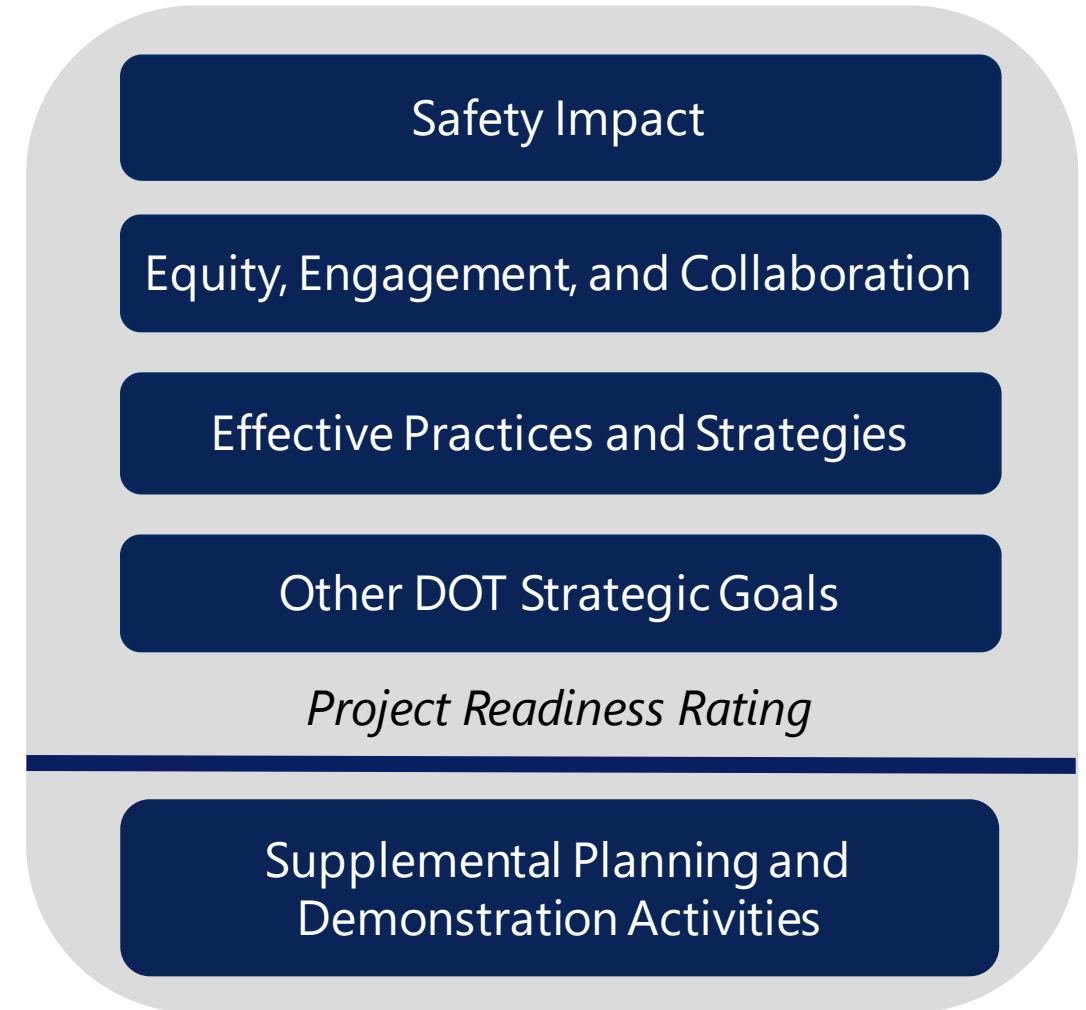 Safety Impact
Equity, Engagement, and Collaboration
Effective Practices and Strategies
Other DOT Strategic Goals
Project Readiness Rating
Supplemental Planning and
Demonstration Activities